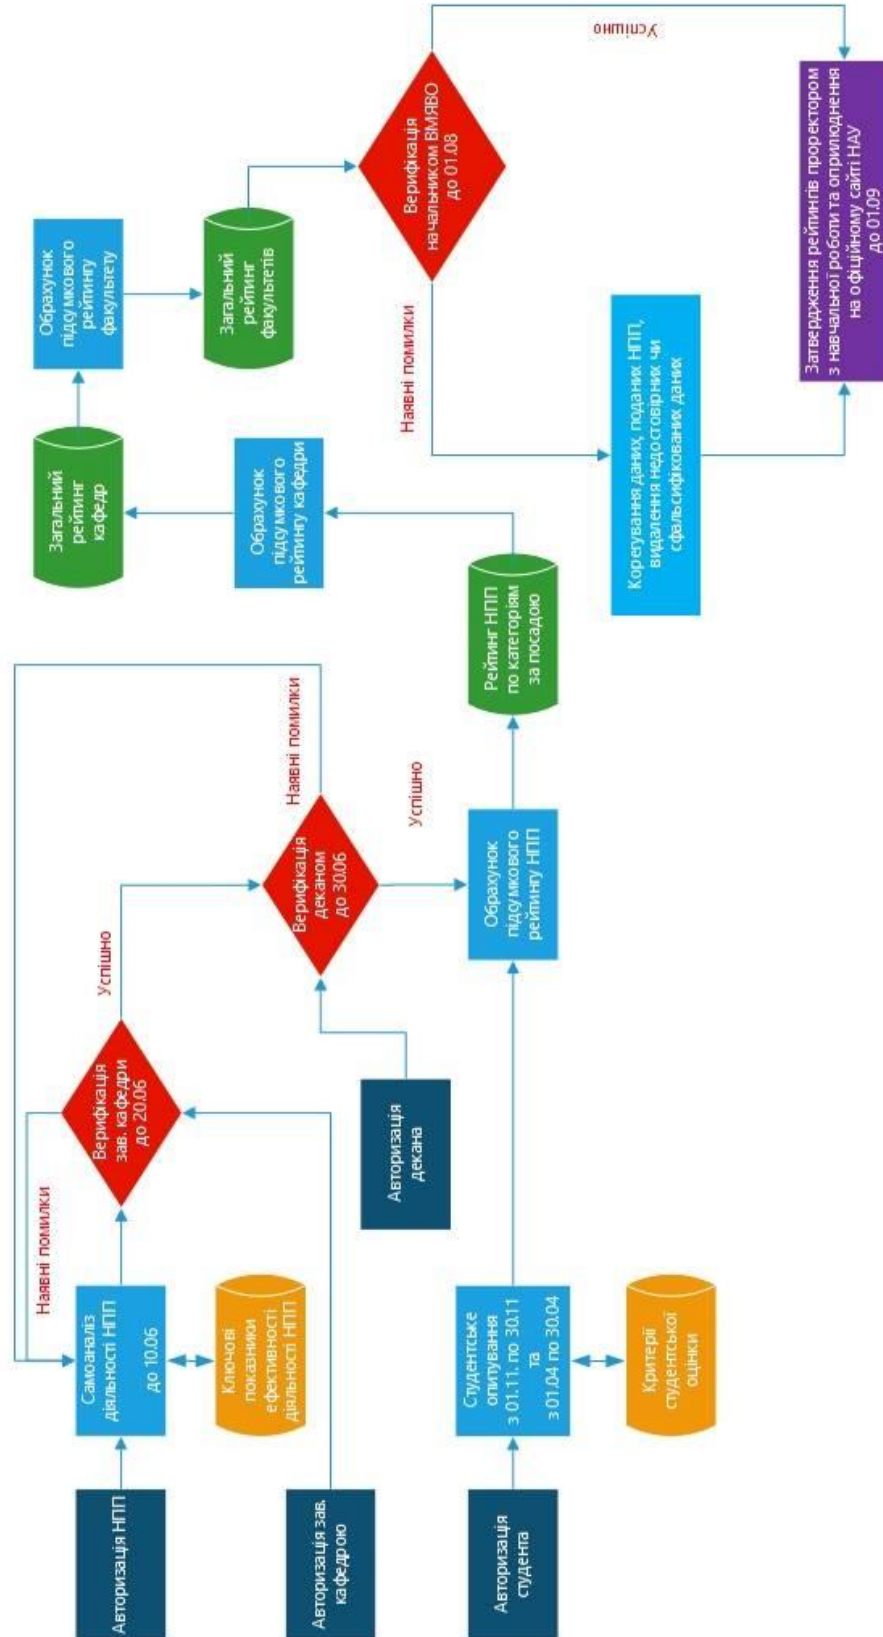 Авторизація НПП
Самоаналіз
діяльності НПП
до 10.06
Ключові
показники
ефективності
діяльності НПП
Наявні помилки
Верифікація
зав. кафедри
до 20.06
Успішно
Авторизація зав.
кафедрою
Авторизація
декана
Верифікація
деканом
до 30.06
Наявні помилки
Успішно
Авторизація
студента
Студентське
опитування
з 01.11. по 30.11
та
з 01.04 по 30.04
Критерії
студентської
оцінки
Обрахунок
підсумкового
рейтингу НПП
Рейтинг НПП
по категоріям
за посадою
Обрахунок
підсумкового
рейтингу кафедри
Загальний
рейтинг
кафедр
Обрахунок
підсумкового
рейтингу
факультету
Загальний
рейтинг
факультетів
Верифікація
начальником ВМЯВО
до 01.08
Наявні помилки
Успішно
Корегування даних, поданих НПП,
видалення недостовірних чи
сфальсифікованих даних
Затвердження рейтингів проректором
з навчальної роботи та оприлюднення
на офіційному сайті НАУ
до 01.09